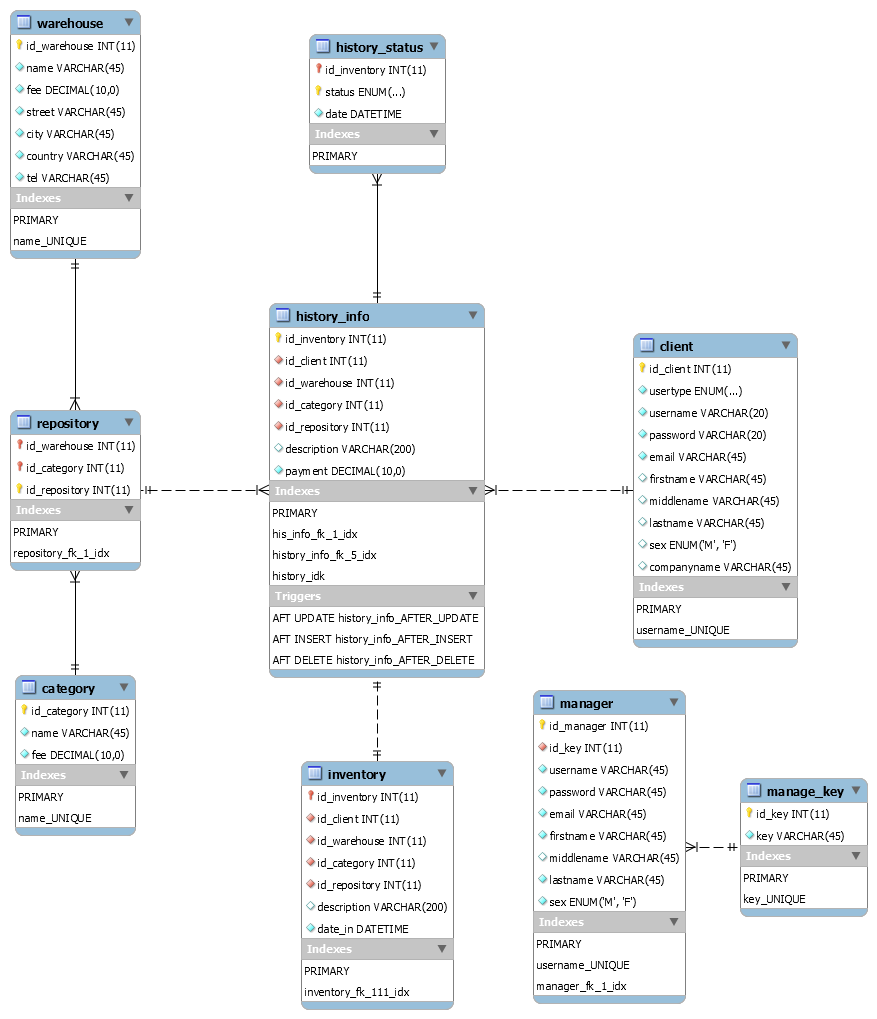 warehouse
id_warehouse INT(11)
name VARCHAR(45)
fee DECIMAL(10,0)
street VARCHAR(45)
city VARCHAR(45)
country VARCHAR(45)
tel VARCHAR(45)
Indexes
PRIMARY
name_UNIQUE
history_status
id_inventory INT(11)
status ENUM(...)
date DATETIME
Indexes
PRIMARY
repository
id_warehouse INT(11)
id_category INT(11)
id_repository INT(11)
Indexes
PRIMARY
repository_fk_1_idx
history_info
id_inventory INT(11)
id_client INT(11)
id_warehouse INT(11)
id_category INT(11)
id_repository INT(11)
description VARCHAR(200)
payment DECIMAL(10,0)
Indexes
PRIMARY
his_info_fk_1_idx
history_info_fk_5_idx
history_idk
Triggers
AFT UPDATE history_info_AFTER_UPDATE
AFT INSERT history_info_AFTER_INSERT
AFT DELETE history_info_AFTER_DELETE
client
id_client INT(11)
usertype ENUM(...)
username VARCHAR(20)
password VARCHAR(20)
email VARCHAR(45)
firstname VARCHAR(45)
middlename VARCHAR(45)
lastname VARCHAR(45)
sex ENUM('M', 'F')
companyname VARCHAR(45)
Indexes
PRIMARY
username_UNIQUE
category
id_category INT(11)
name VARCHAR(45)
fee DECIMAL(10,0)
Indexes
PRIMARY
name_UNIQUE
inventory
id_inventory INT(11)
id_client INT(11)
id_warehouse INT(11)
id_category INT(11)
id_repository INT(11)
description VARCHAR(200)
date_in DATETIME
Indexes
PRIMARY
inventory_fk_111_idx
manager
id_manager INT(11)
id_key INT(11)
username VARCHAR(45)
password VARCHAR(45)
email VARCHAR(45)
firstname VARCHAR(45)
middlename VARCHAR(45)
lastname VARCHAR(45)
sex ENUM('M', 'F')
Indexes
PRIMARY
username_UNIQUE
manager_fk_1_idx
manage_key
id_key INT(11)
key VARCHAR(45)
Indexes
PRIMARY
key_UNIQUE